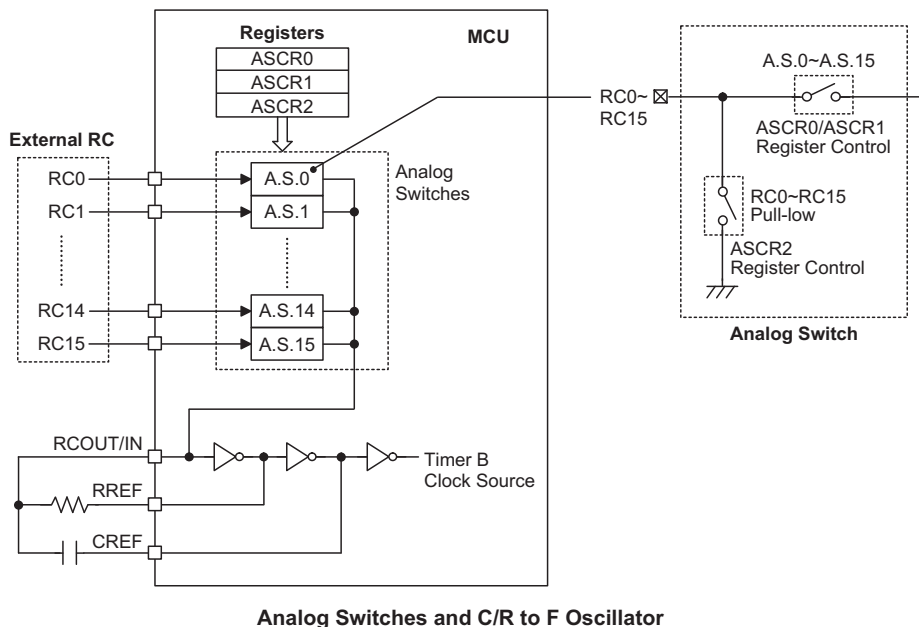 Registers
MCU
ASCR0
ASCR1
ASCR2
External RC
RC0
RC1
RC14
RC15
A.S.0
A.S.1
A.S.14
A.S.15
Analog
Switches
RCOUT/IN
RREF
CREF
Timer B
Clock Source
RC0~
RC15
A.S.0~A.S.15
ASCR0/ASCR1
Register Control
RC0~RC15
Pull-low
ASCR2
Register Control
Analog Switch
Analog Switches and C/R to F Oscillator